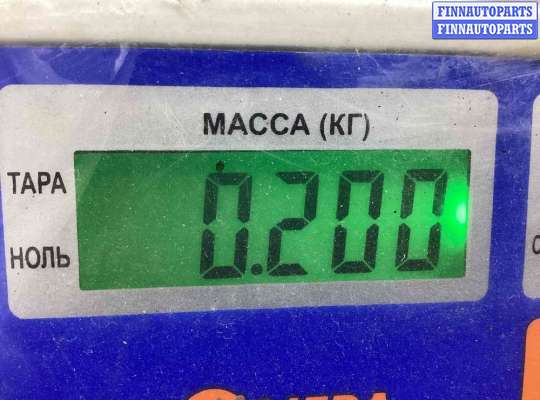 FINNAUTOPARTS
FINNAUTOPARTS
МАССА (КГ)
ТАРА
0.200
НОЛЬ